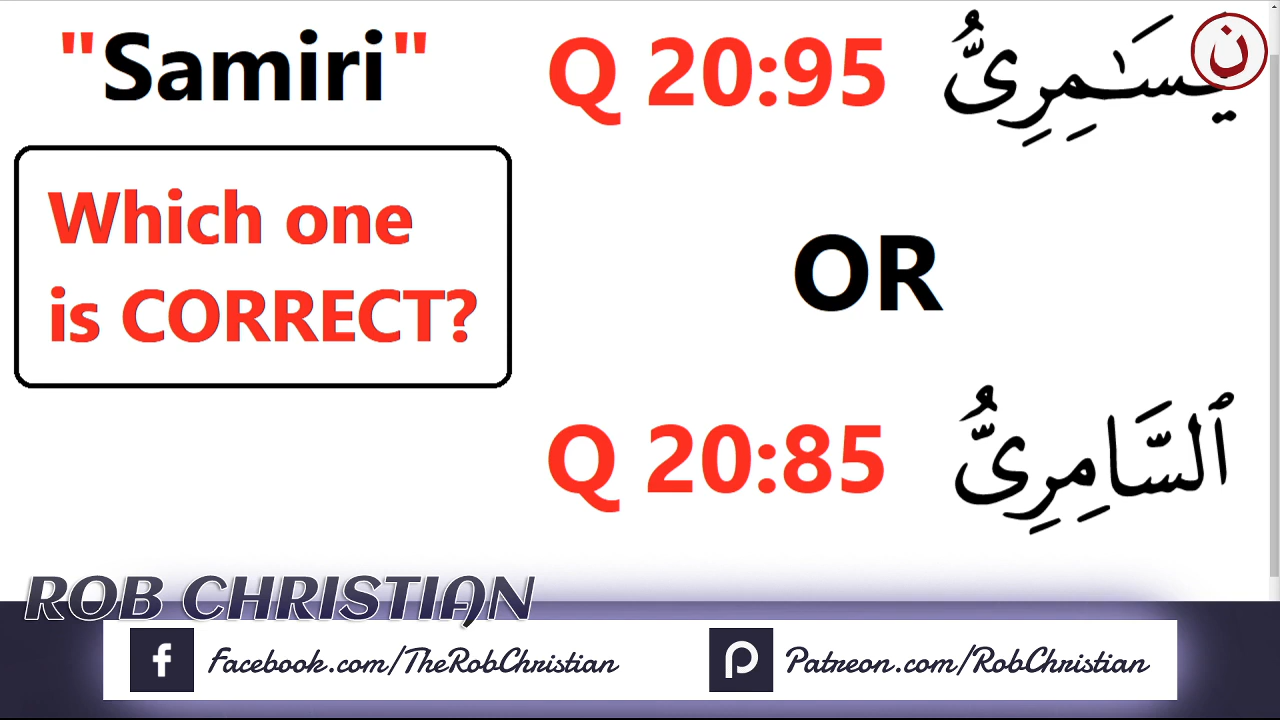 "Samiri"
Q 20:95 يَسَـٰمِرِىُّ
ن
Which one
is CORRECT?
OR
Q 20:85 ٱلسَّامِرِىُّ
ROB CHRISTIAN
f Facebook.com/TheRobChristian
Patreon.com/RobChristian